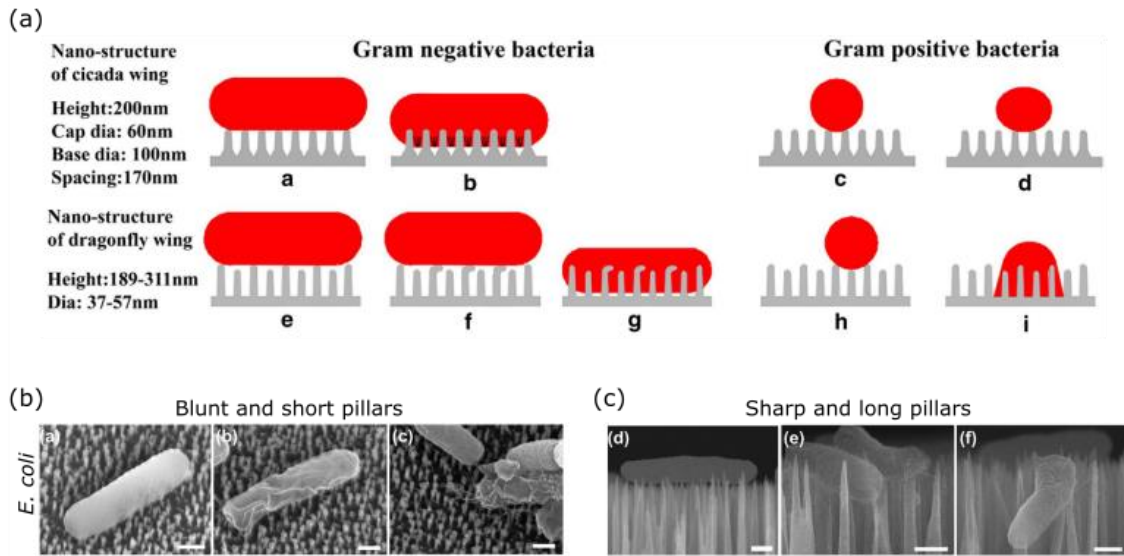 (a)
Nano-structure
of cicada wing
Height:200nm
Cap dia: 60nm
Base dia: 100nm
Spacing:170nm
Gram negative bacteria
Gram positive bacteria
a
b
c
d
Nano-structure
of dragonfly wing
Height:189-311nm
Dia: 37-57nm
e
f
g
h
i
(b)
Blunt and short pillars
E. coli
(a)
(b)
(c)
(c)
Sharp and long pillars
(d)
(e)
(f)